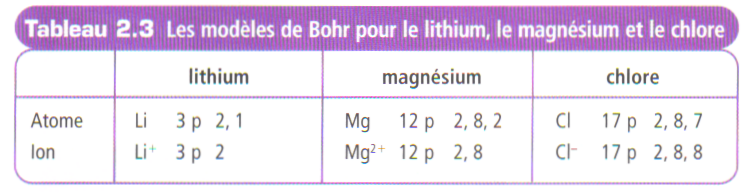 Tableau 2.3 Les modèles de Bohr pour le lithium, le magnésium et le chlore
lithium magnésium chlore
Atome Li 3 p 2, 1 Mg 12 p 2, 8, 2 Cl 17 p 2, 8, 7
Ion Li⁺ 3 p 2 Mg²⁺ 12 p 2, 8 Cl⁻ 17 p 2, 8, 8